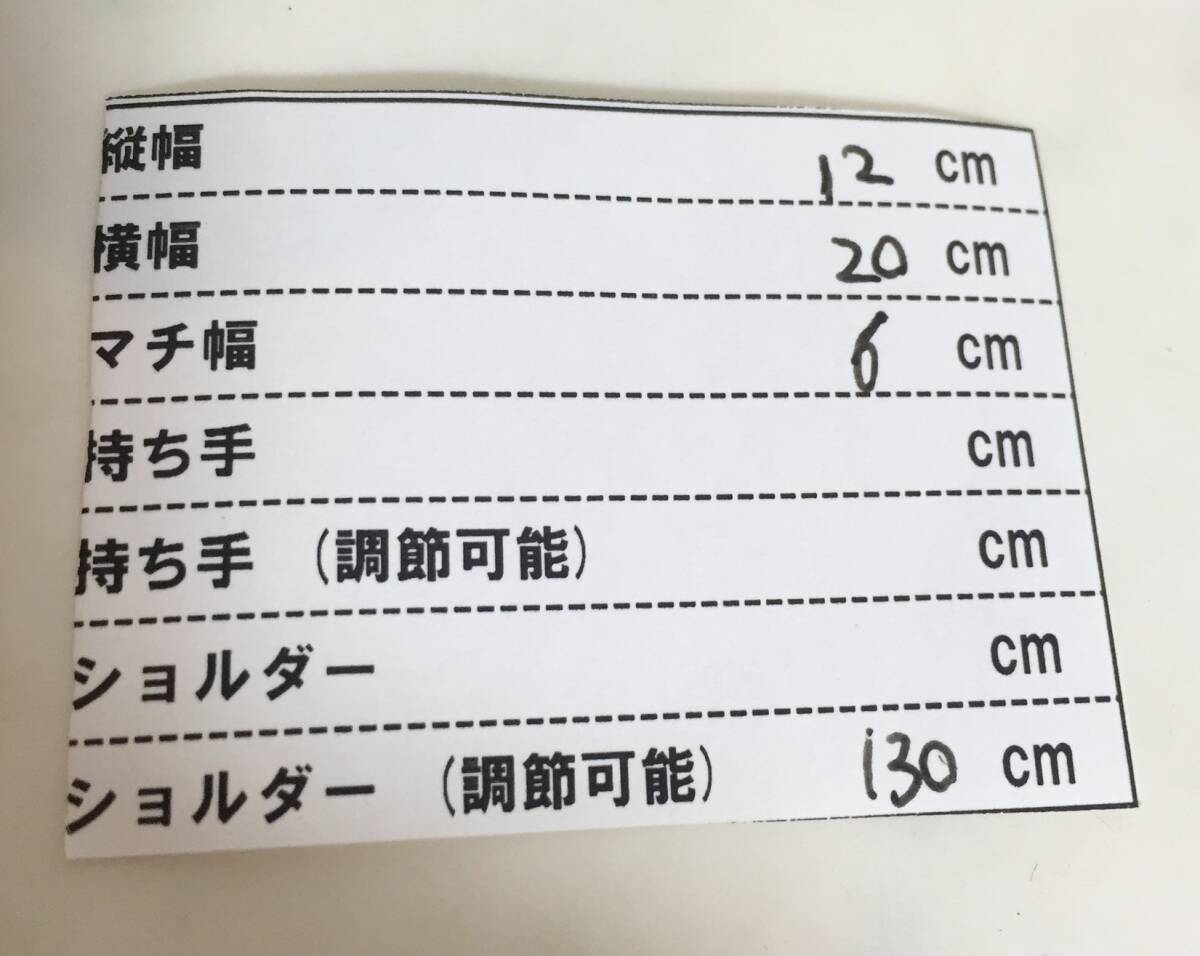 縦幅 12 cm
横幅 20 cm
マチ幅 6 cm
持ち手 cm
持ち手 (調節可能) cm
ショルダー cm
ショルダー (調節可能) 130 cm